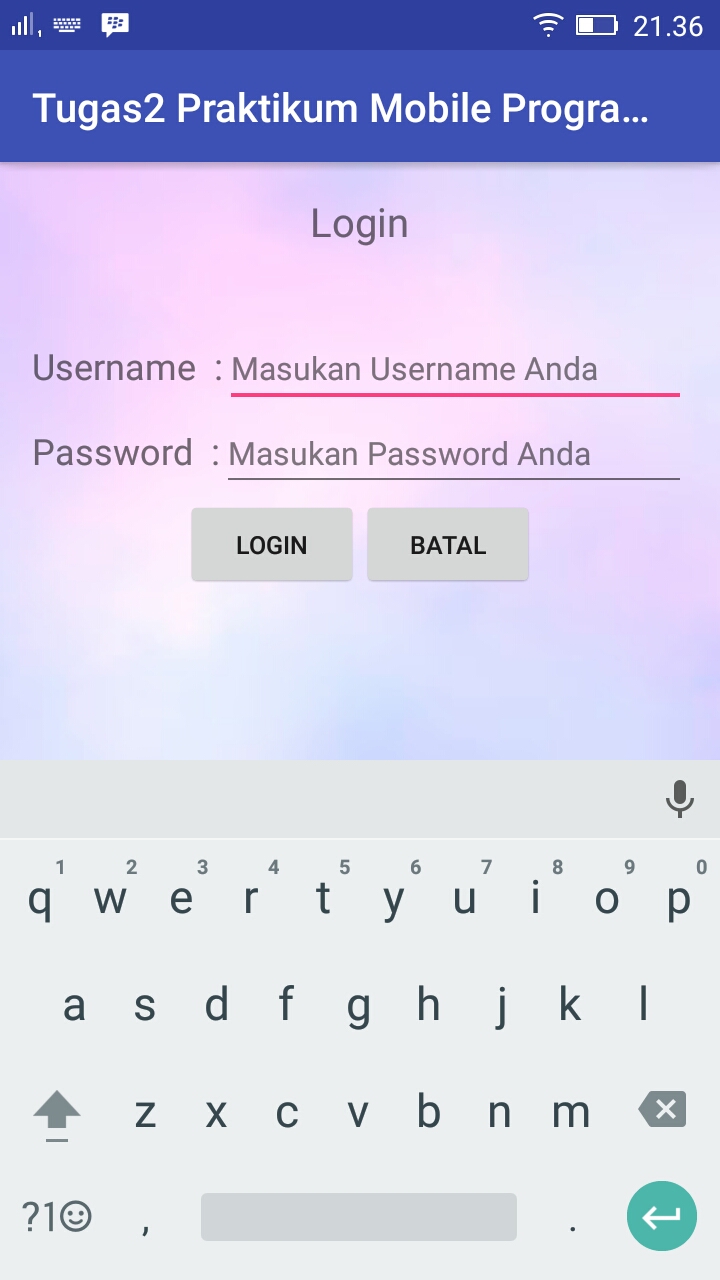 21.36
Tugas2 Praktikum Mobile Progra...
Login
Username : Masukan Username Anda
Password : Masukan Password Anda
LOGIN BATAL
1 2 3 4 5 6 7 8 9 0
q w e r t y u i o p
a s d f g h j k l
z x c v b n m
?1☺ , .